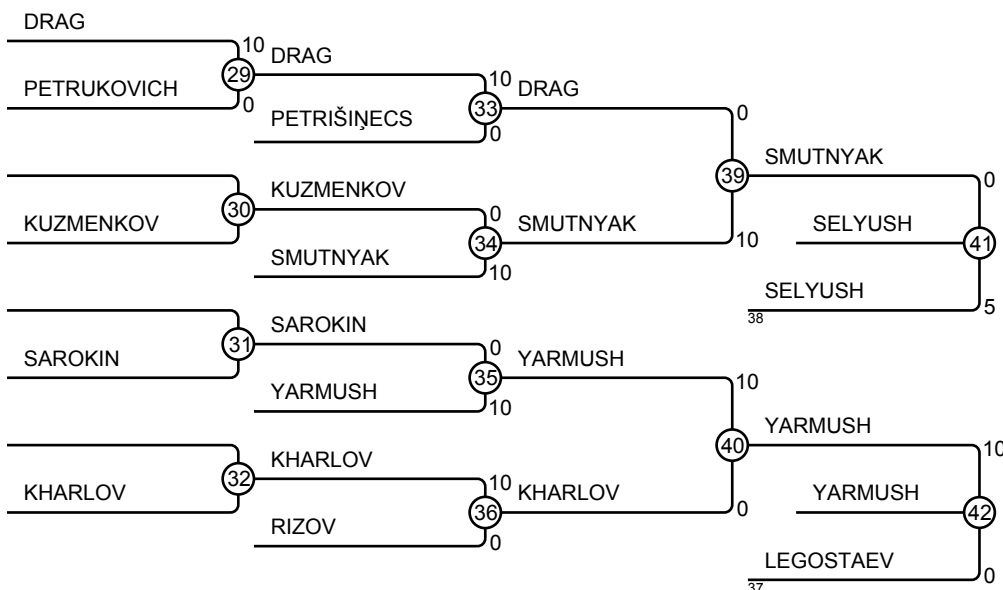 DRAG
10
DRAG
29
10
DRAG
PETRUKOVICH
0
33
0
PETRIŠIŅECS
0
SMUTNYAK
39
0
KUZMENKOV
30
0
SMUTNYAK
KUZMENKOV
10
SELYUSH
34
41
SMUTNYAK
10
SELYUSH
38
5
SAROKIN
31
0
YARMUSH
SAROKIN
35
10
YARMUSH
10
YARMUSH
40
10
KHARLOV
32
10
KHARLOV
KHARLOV
0
YARMUSH
36
42
RIZOV
0
LEGOSTAEV
37
0